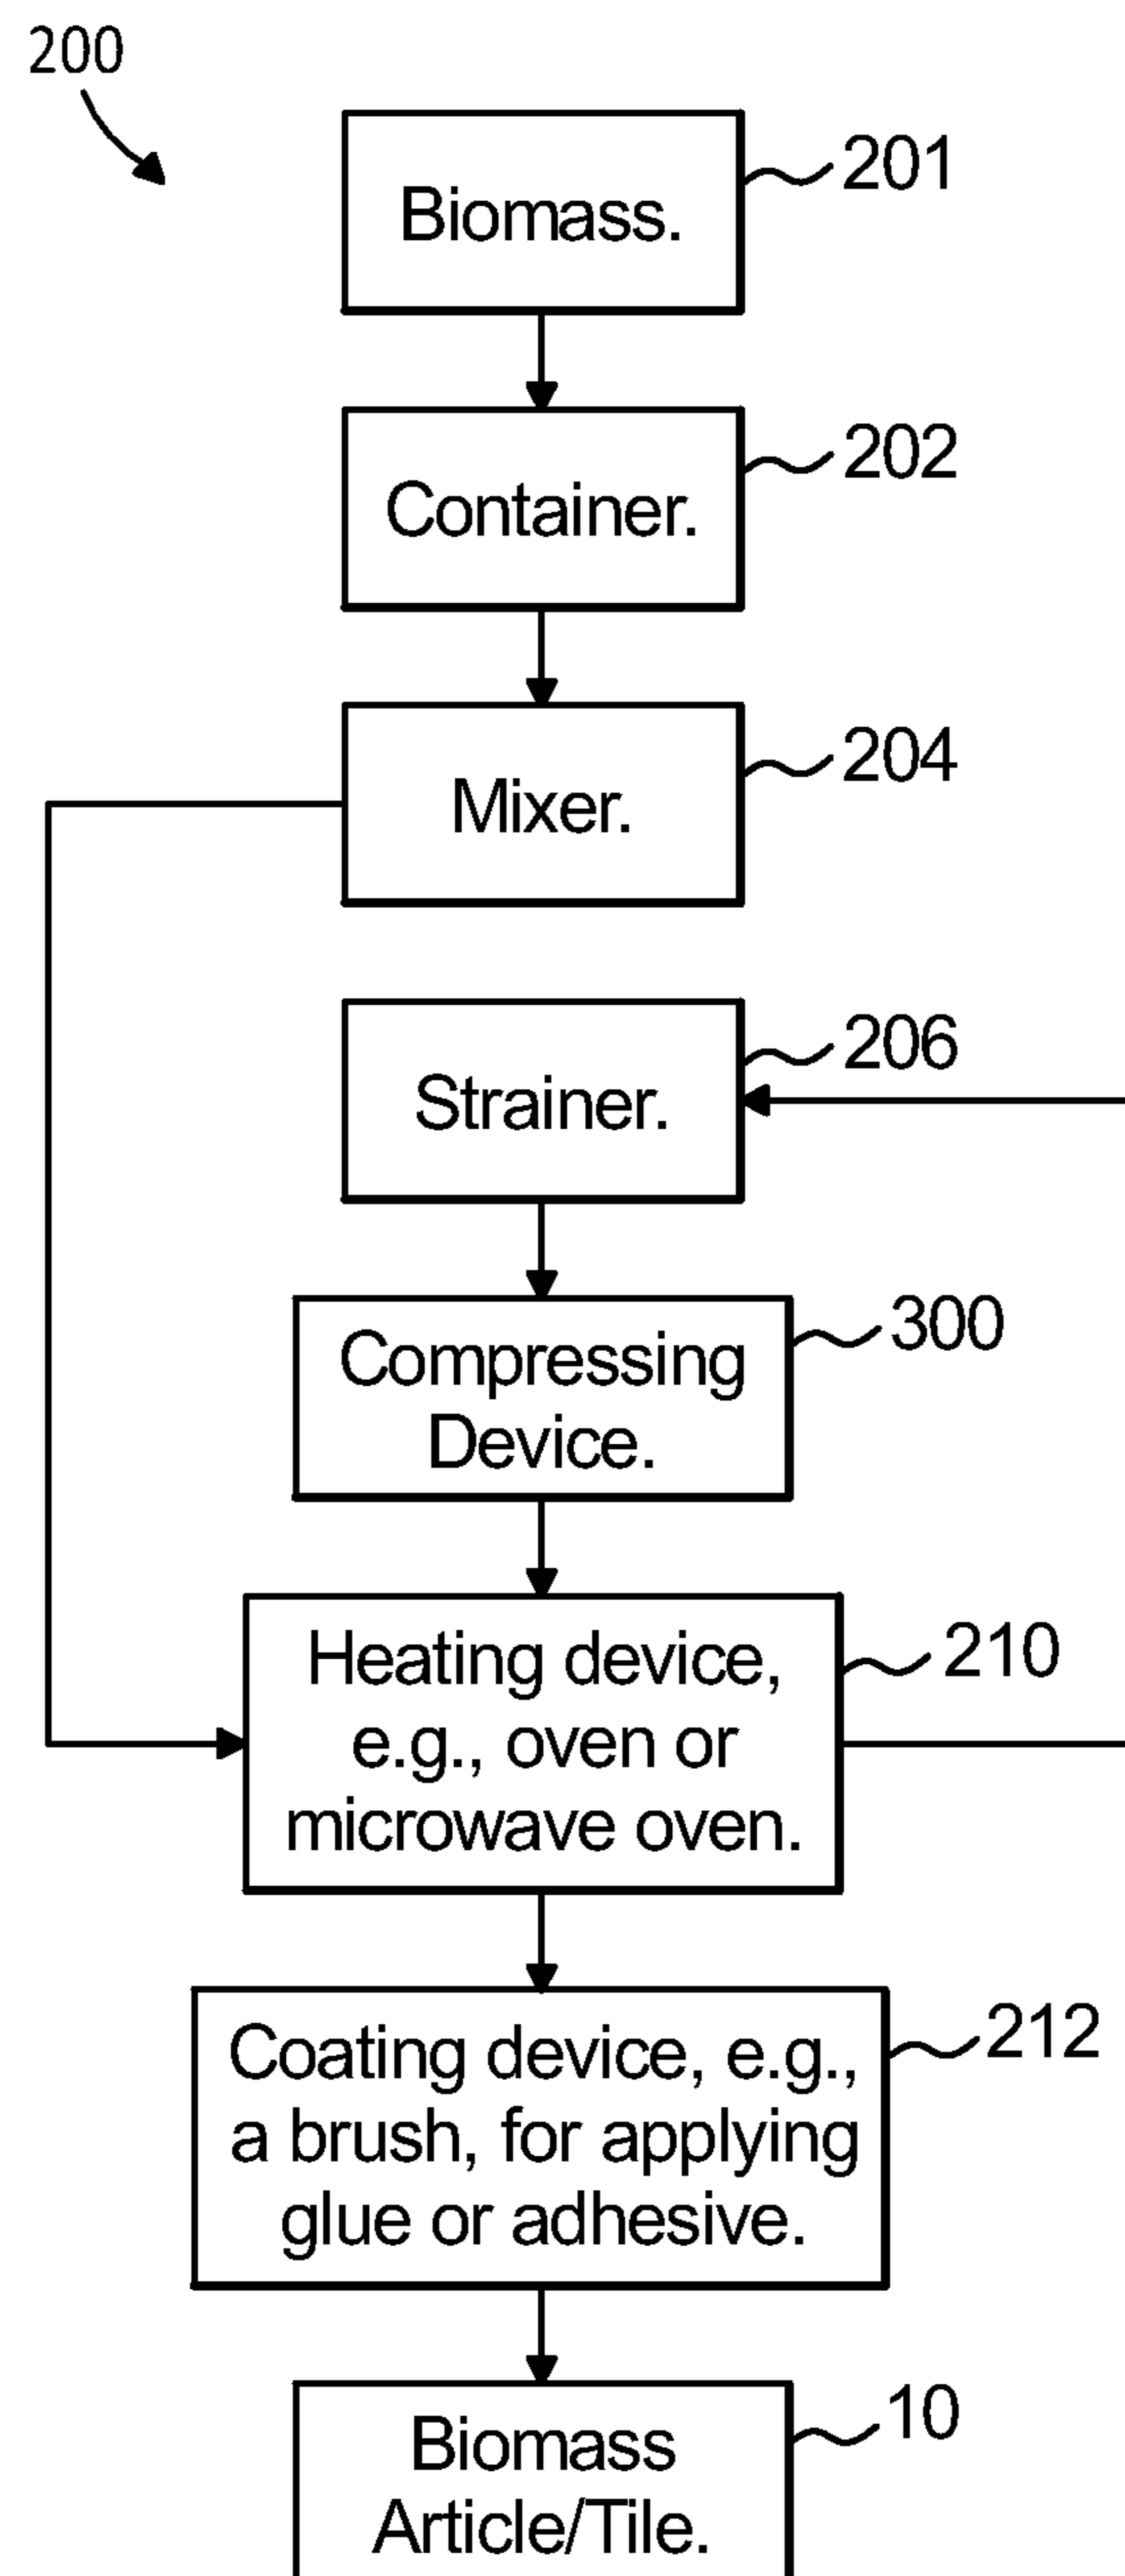 200
201
Biomass.
202
Container.
204
Mixer.
206
Strainer.
300
Compressing
Device.
210
Heating device,
e.g., oven or
microwave oven.
212
Coating device, e.g.,
a brush, for applying
glue or adhesive.
10
Biomass
Article/Tile.